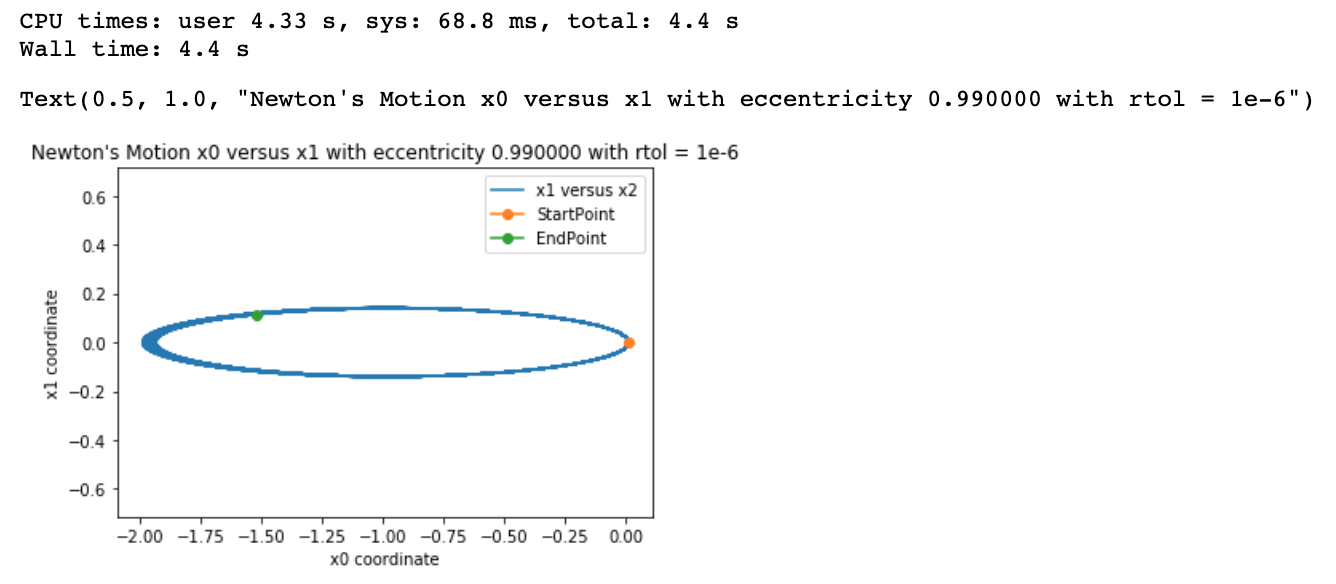 CPU times: user 4.33 s, sys: 68.8 ms, total: 4.4 s
Wall time: 4.4 s
Text(0.5, 1.0, "Newton's Motion x0 versus x1 with eccentricity 0.990000 with rtol = 1e-6")
Newton's Motion x0 versus x1 with eccentricity 0.990000 with rtol = 1e-6
x1 versus x2
StartPoint
EndPoint
x1 coordinate
0.6
0.4
0.2
0.0
−0.2
−0.4
−0.6
−2.00 −1.75 −1.50 −1.25 −1.00 −0.75 −0.50 −0.25 0.00
x0 coordinate